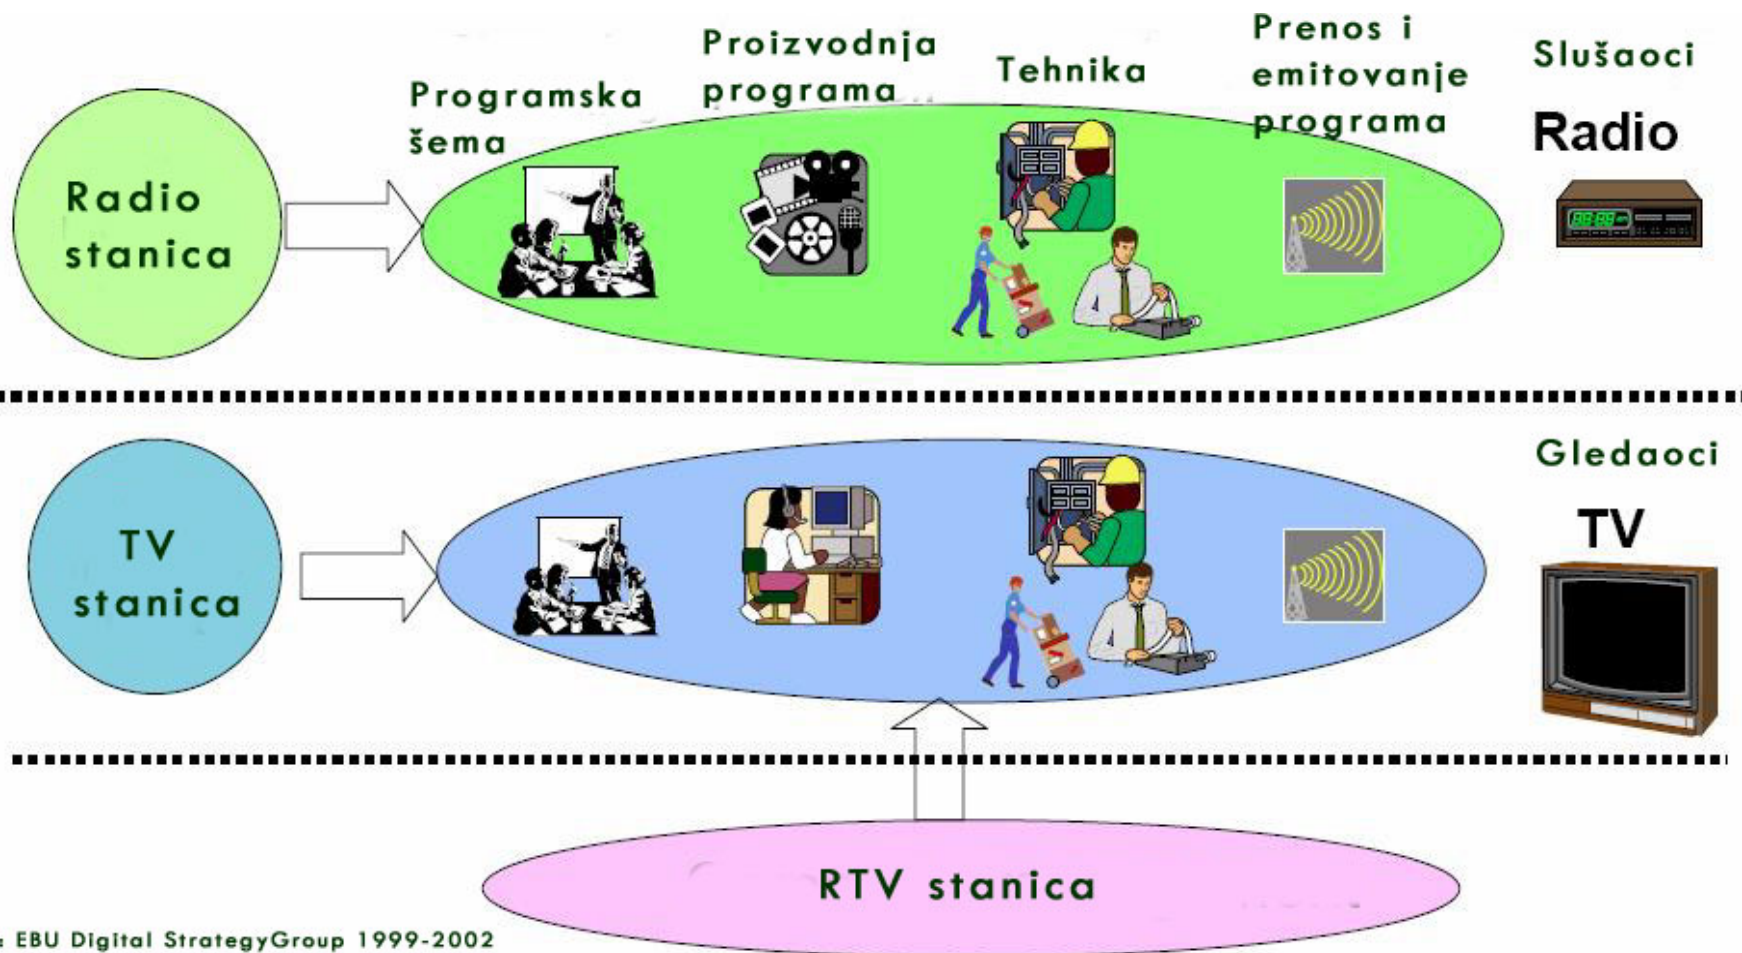 Radio
stanica
Programska
šema
Proizvodnja
programa
Tehnika
Prenos i
emitovanje
programa
Slušaoci
Radio
TV
stanica
Gledaoci
TV
RTV stanica
: EBU Digital StrategyGroup 1999-2002